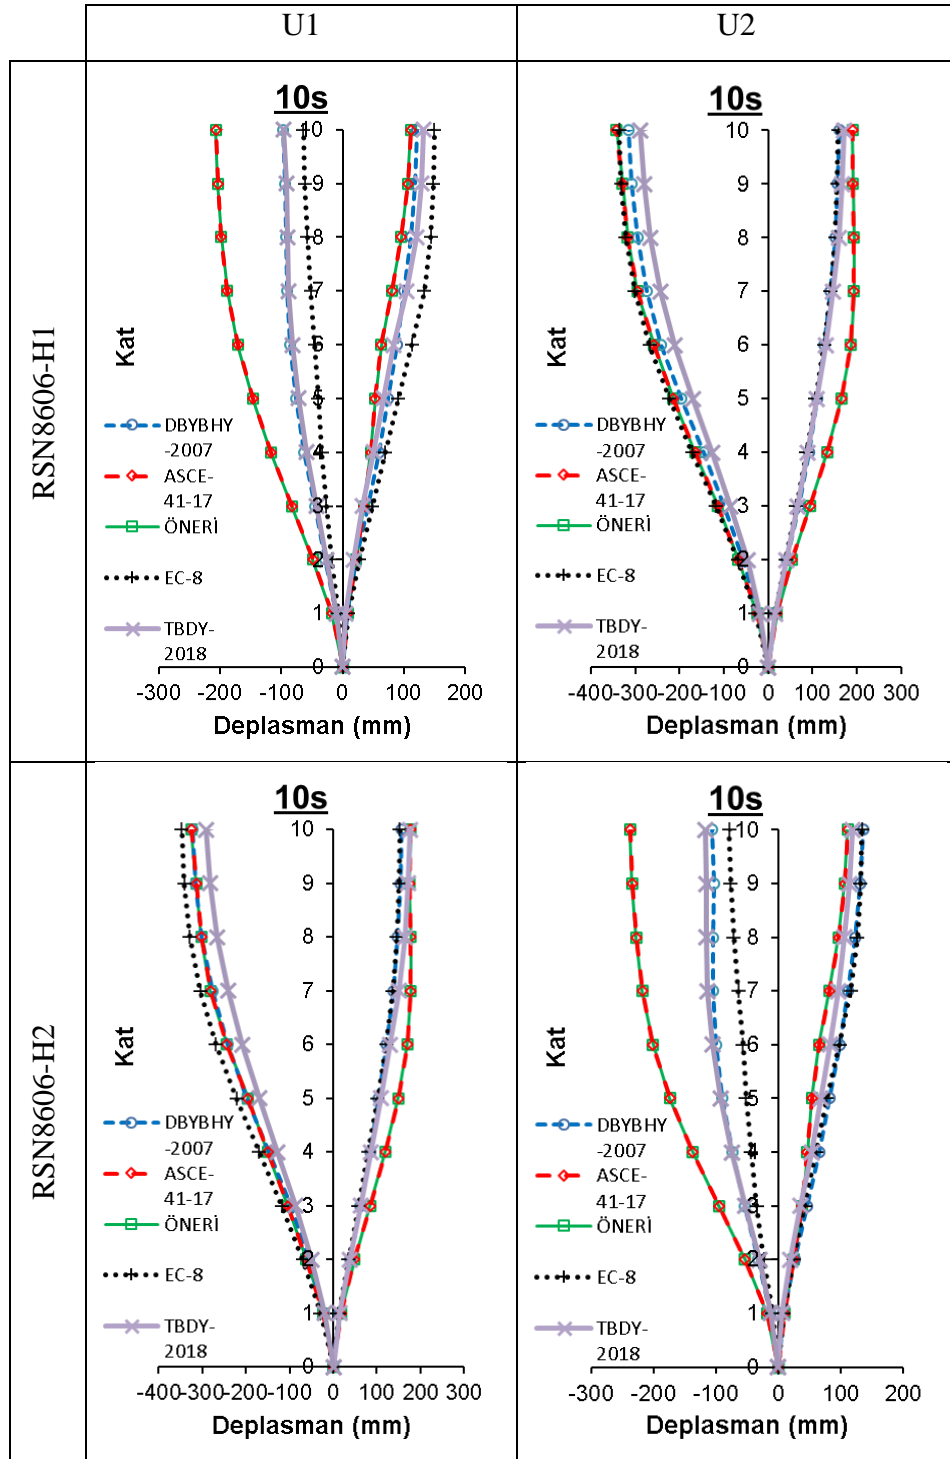 U1
U2
RSN8606-H1
10s
10
9
8
7
6
5
4
3
2
1
0
Kat
DBYBHY
-2007
ASCE-
41-17
ÖNERİ
EC-8
TBDY-
2018
-300 -200 -100 0 100 200
Deplasman (mm)
10s
10
9
8
7
6
5
4
3
2
1
0
Kat
DBYBHY
-2007
ASCE-
41-17
ÖNERİ
EC-8
TBDY-
2018
-400 -300 -200 -100 0 100 200 300
Deplasman (mm)
RSN8606-H2
10s
10
9
8
7
6
5
4
3
2
1
0
Kat
DBYBHY
-2007
ASCE-
41-17
ÖNERİ
EC-8
TBDY-
2018
-400 -300 -200 -100 0 100 200 300
Deplasman (mm)
10s
10
9
8
7
6
5
4
3
2
1
0
Kat
DBYBHY
-2007
ASCE-
41-17
ÖNERİ
EC-8
TBDY-
2018
-300 -200 -100 0 100 200
Deplasman (mm)